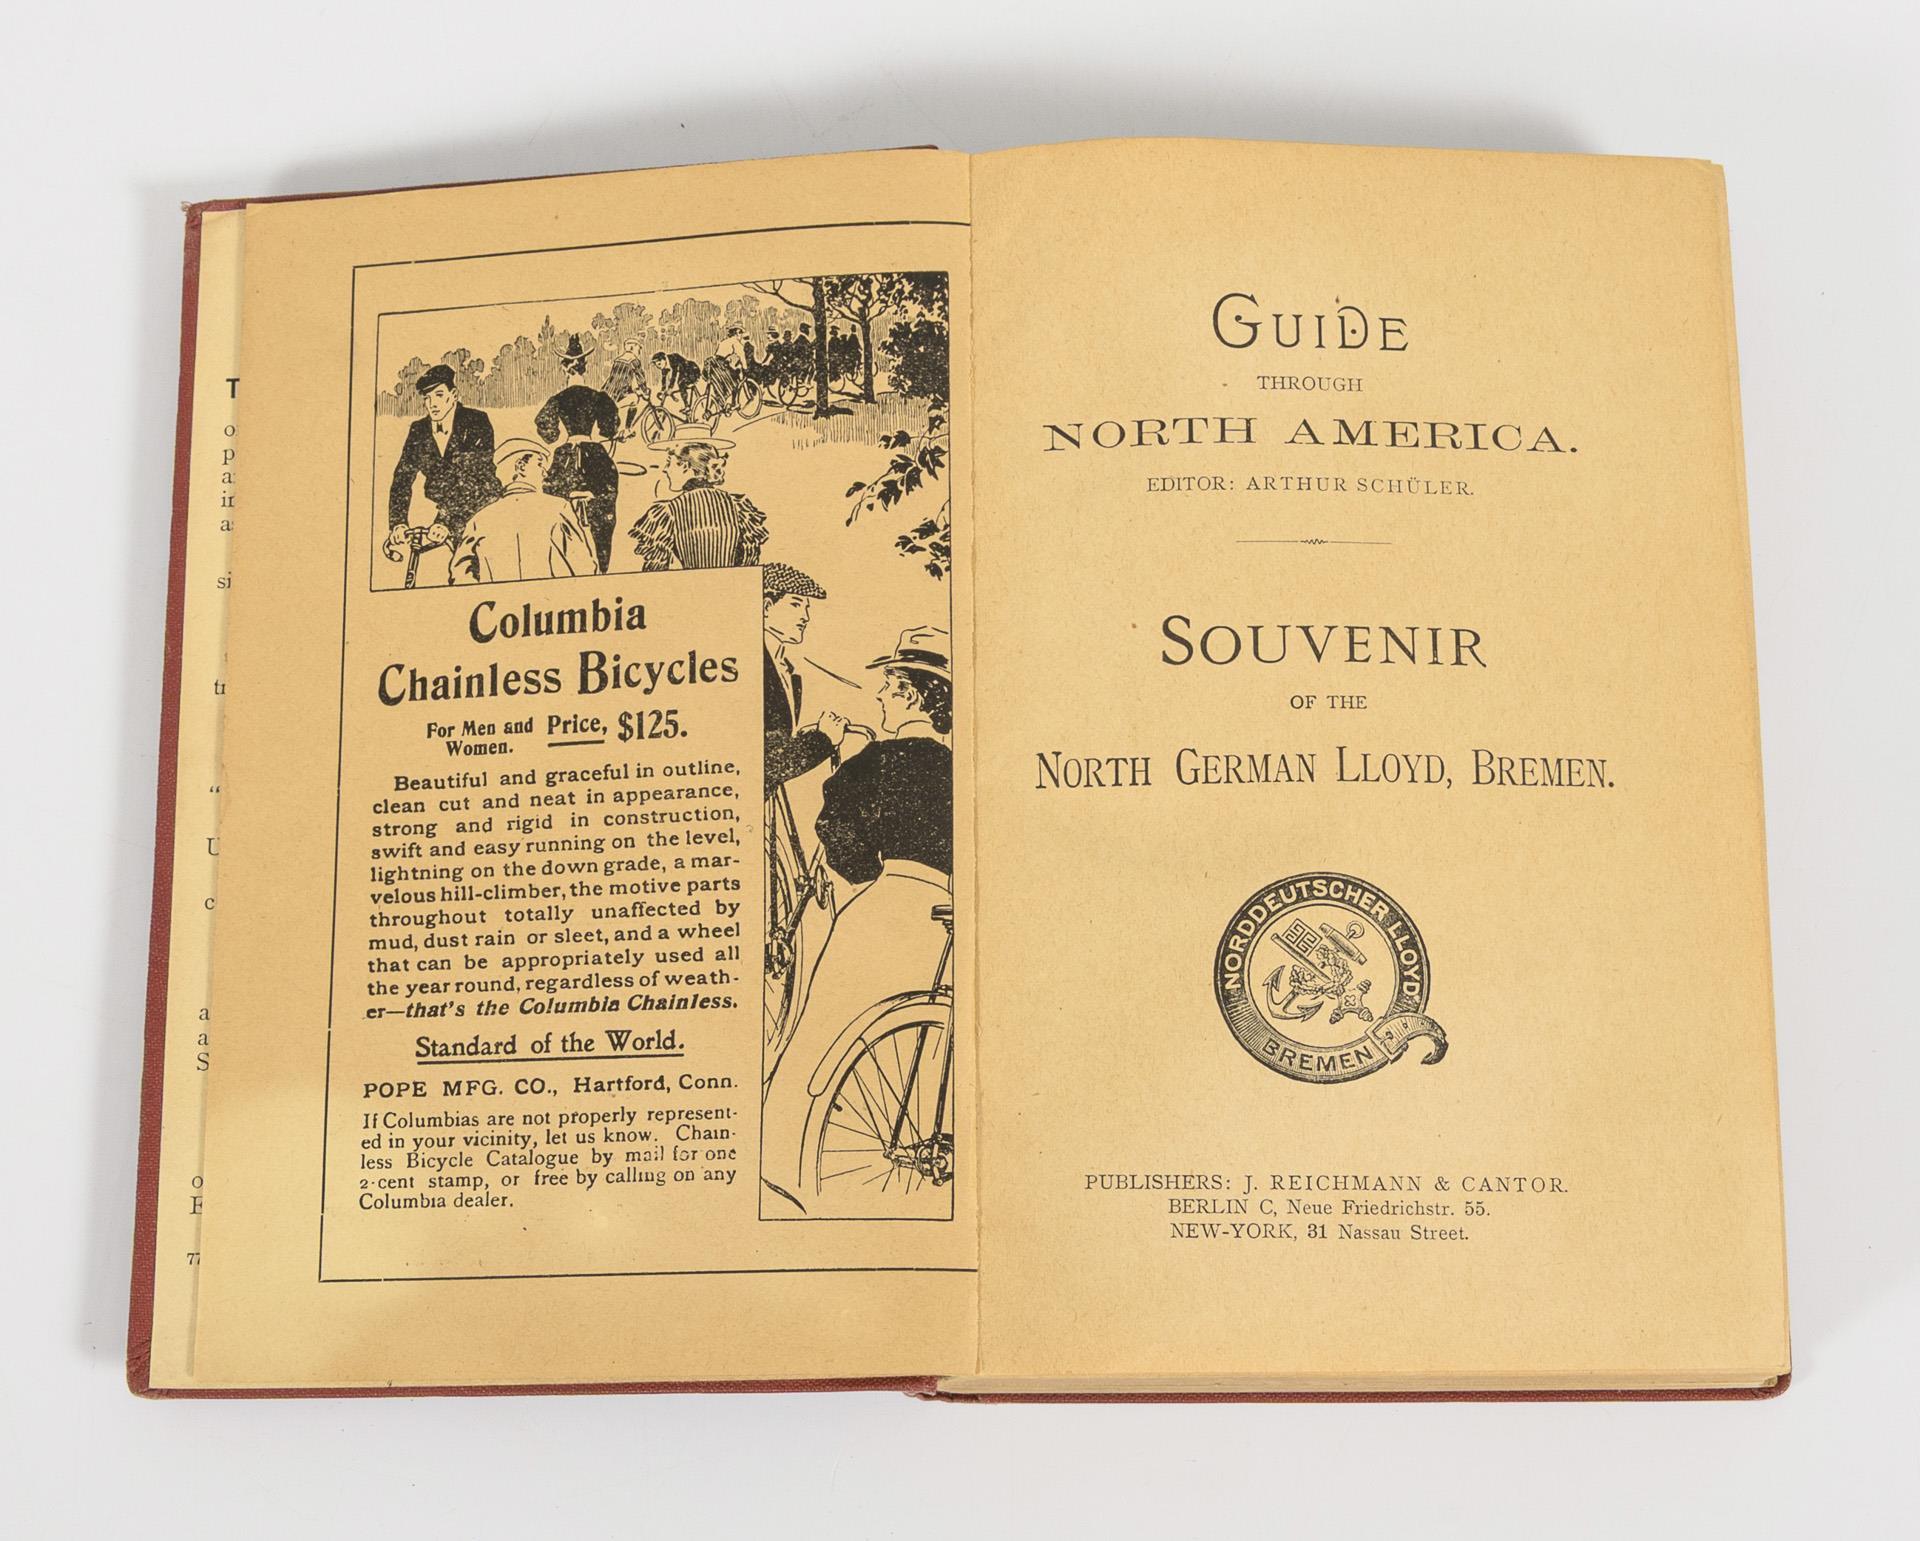 Columbia
Chainless Bicycles
For Men and Women. Price, $125.
Beautiful and graceful in outline,
clean cut and neat in appearance,
strong and rigid in construction,
swift and easy running on the level,
lightning on the down grade, a mar-
velous hill-climber, the motive parts
throughout totally unaffected by
mud, dust rain or sleet, and a wheel
that can be appropriately used all
the year round, regardless of weath-
er—that's the Columbia Chainless.
Standard of the World.
POPE MFG. CO., Hartford, Conn.
If Columbias are not properly represent-
ed in your vicinity, let us know. Chain-
less Bicycle Catalogue by mail for one
2-cent stamp, or free by calling on any
Columbia dealer.
GUIDE
THROUGH
NORTH AMERICA.
EDITOR: ARTHUR SCHÜLER.
SOUVENIR
OF THE
NORTH GERMAN LLOYD, BREMEN.
NORDDEUTSCHER LLOYD
BREMEN
PUBLISHERS: J. REICHMANN & CANTOR.
BERLIN C, Neue Friedrichstr. 55.
NEW-YORK, 31 Nassau Street.